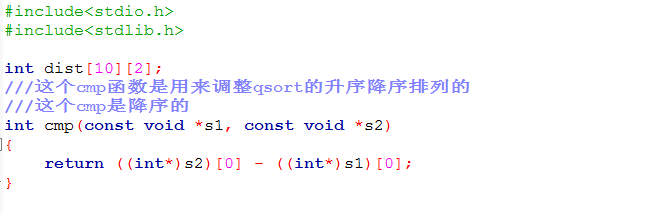 #include<stdio.h>
#include<stdlib.h>
int dist[10][2];
///这个cmp函数是用来调整qsort的升序降序排列的
///这个cmp是降序的
int cmp(const void *s1, const void *s2)
{
    return ((int*)s2)[0] - ((int*)s1)[0];
}